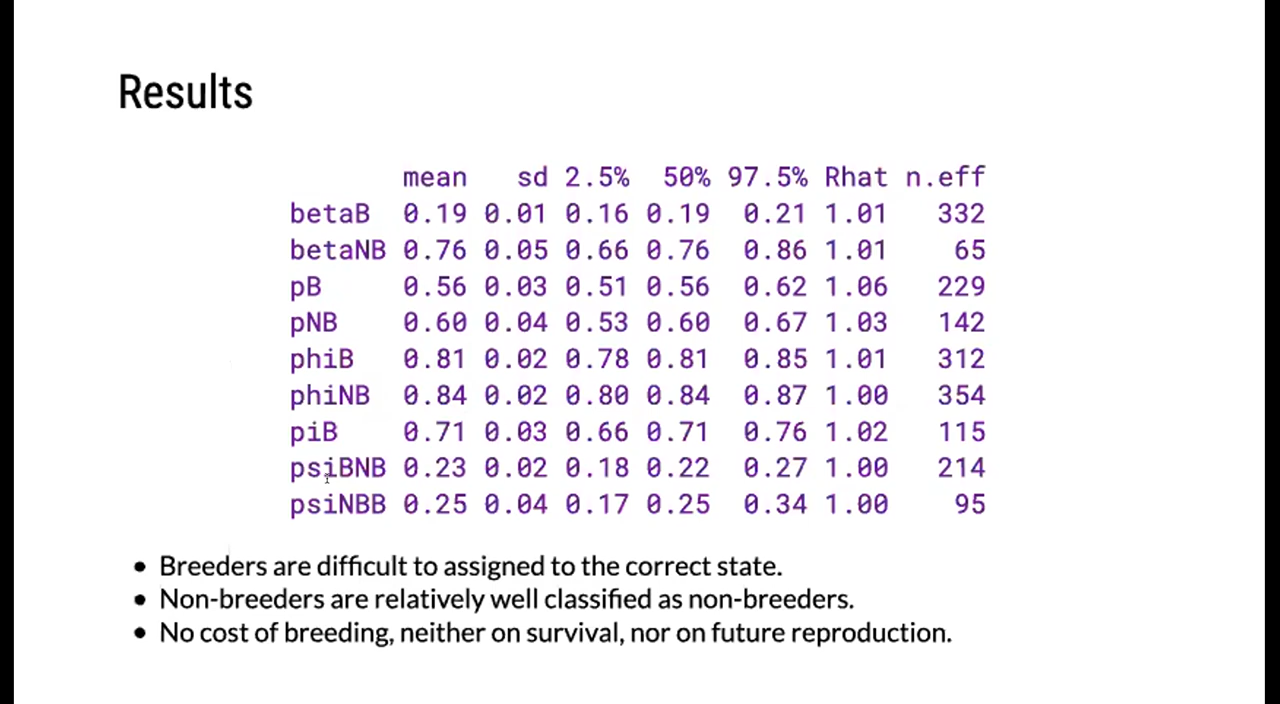 Results
mean sd 2.5% 50% 97.5% Rhat n.eff
betaB 0.19 0.01 0.16 0.19 0.21 1.01 332
betaNB 0.76 0.05 0.66 0.76 0.86 1.01 65
pB 0.56 0.03 0.51 0.56 0.62 1.06 229
pNB 0.60 0.04 0.53 0.60 0.67 1.03 142
phiB 0.81 0.02 0.78 0.81 0.85 1.01 312
phiNB 0.84 0.02 0.80 0.84 0.87 1.00 354
piB 0.71 0.03 0.66 0.71 0.76 1.02 115
psiBNB 0.23 0.02 0.18 0.22 0.27 1.00 214
psiNBB 0.25 0.04 0.17 0.25 0.34 1.00 95
• Breeders are difficult to assigned to the correct state.
• Non-breeders are relatively well classified as non-breeders.
• No cost of breeding, neither on survival, nor on future reproduction.